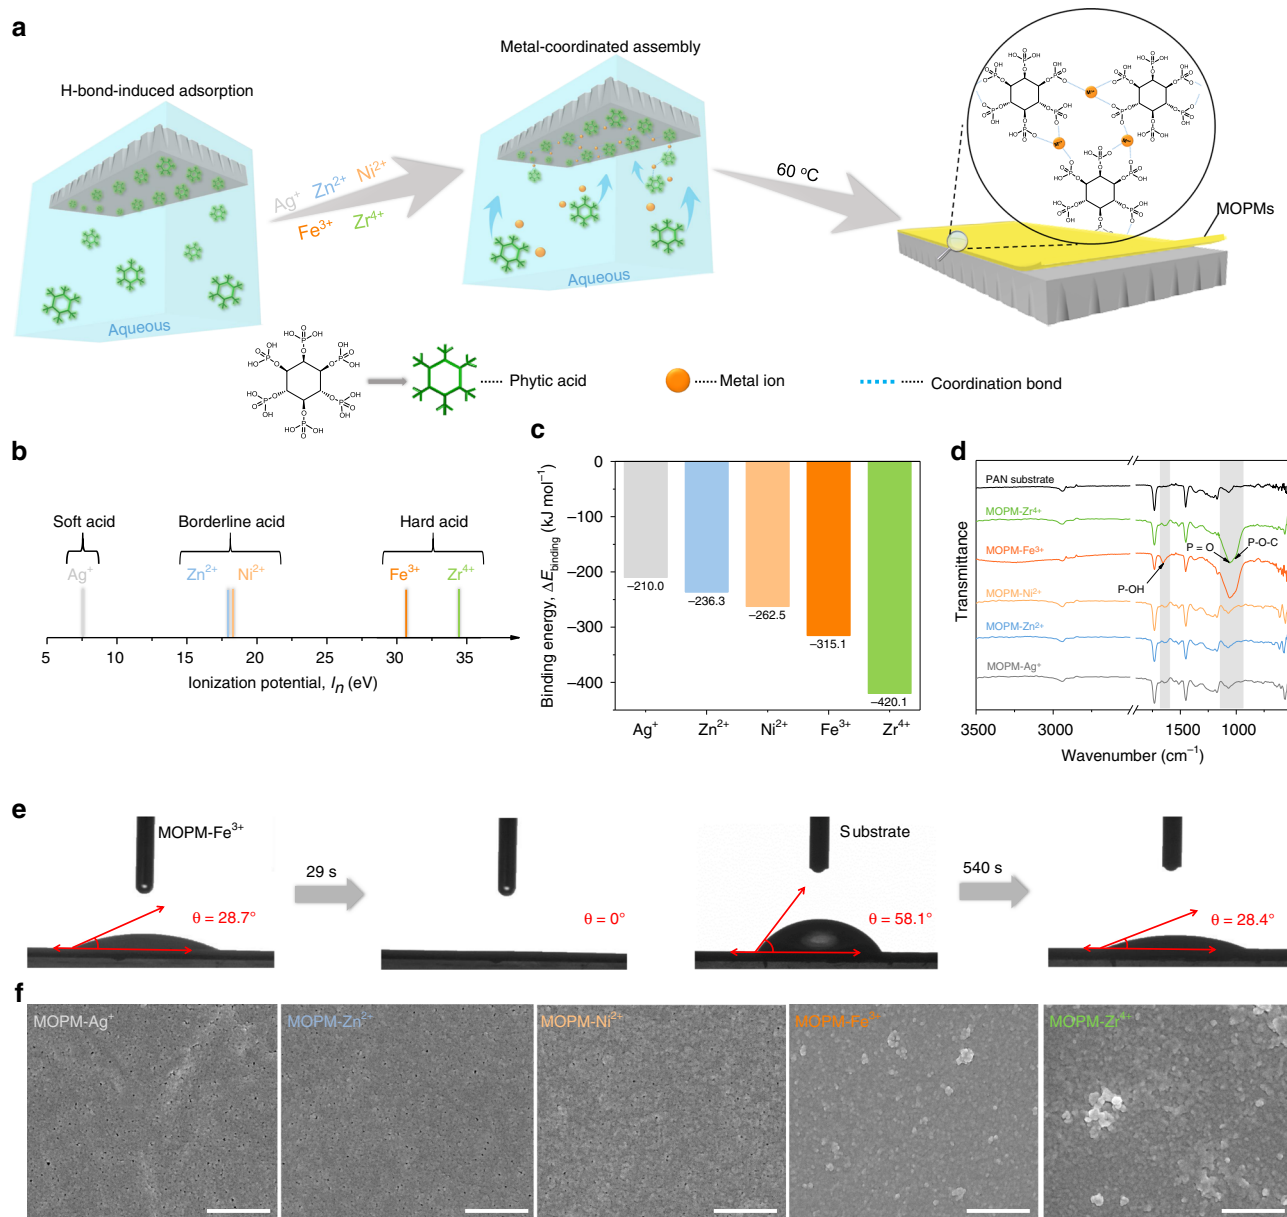 a
H-bond-induced adsorption
Aqueous
Ag⁺ Zn²⁺ Ni²⁺
Fe³⁺ Zr⁴⁺
Metal-coordinated assembly
Aqueous
60 °C
MOPMs
Phytic acid
Metal ion
Coordination bond
b
Soft acid
Borderline acid
Hard acid
Ag⁺
Zn²⁺
Ni²⁺
Fe³⁺
Zr⁴⁺
5 10 15 20 25 30 35
Ionization potential, Iₙ (eV)
c
Binding energy, ΔE_binding (kJ mol⁻¹)
0
−100
−200
−300
−400
−210.0
−236.3
−262.5
−315.1
−420.1
Ag⁺ Zn²⁺ Ni²⁺ Fe³⁺ Zr⁴⁺
d
Transmittance
PAN substrate
MOPM-Zr⁴⁺
MOPM-Fe³⁺
P = O
P-O-C
P-OH
MOPM-Ni²⁺
MOPM-Zn²⁺
MOPM-Ag⁺
3500 3000 1500 1000
Wavenumber (cm⁻¹)
e
MOPM-Fe³⁺
θ = 28.7°
29 s
θ = 0°
Substrate
θ = 58.1°
540 s
θ = 28.4°
f
MOPM-Ag⁺
MOPM-Zn²⁺
MOPM-Ni²⁺
MOPM-Fe³⁺
MOPM-Zr⁴⁺